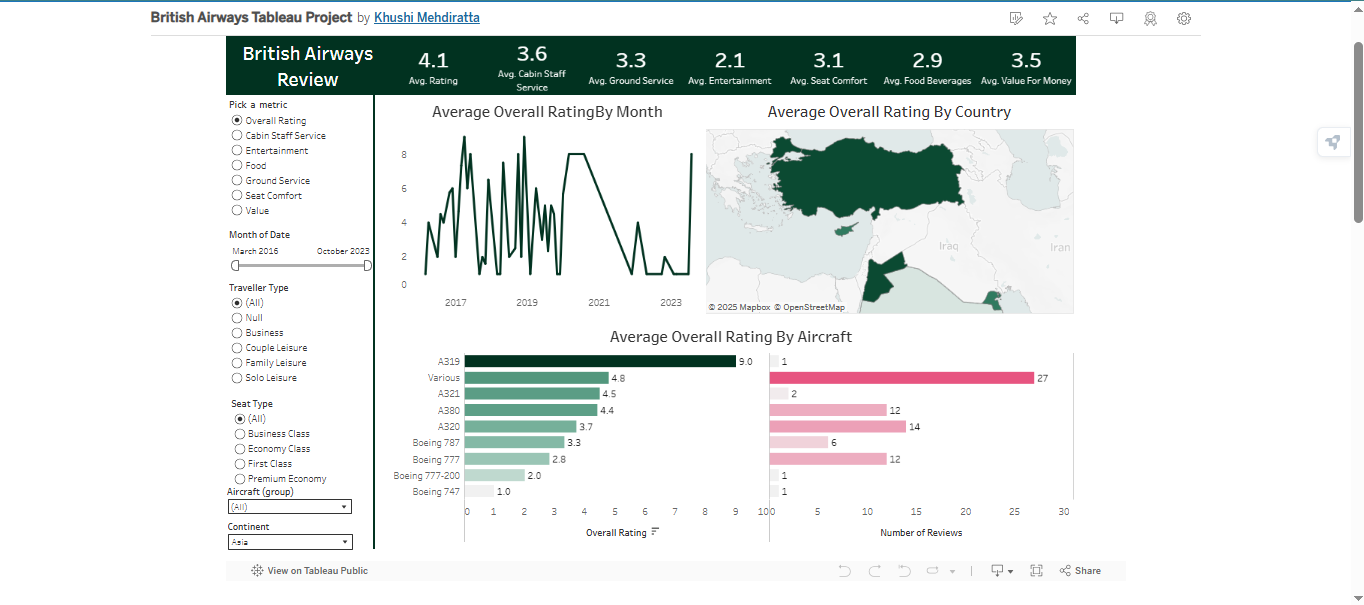 British Airways Tableau Project by Khushi Mehdiratta
British Airways
Review
4.1
Avg. Rating
3.6
Avg. Cabin Staff
Service
3.3
Avg. Ground Service
2.1
Avg. Entertainment
3.1
Avg. Seat Comfort
2.9
Avg. Food Beverages
3.5
Avg. Value For Money
Pick a metric
Overall Rating
Cabin Staff Service
Entertainment
Food
Ground Service
Seat Comfort
Value
Month of Date
March 2016 October 2023
Traveller Type
(All)
Null
Business
Couple Leisure
Family Leisure
Solo Leisure
Seat Type
(All)
Business Class
Economy Class
First Class
Premium Economy
Aircraft (group)
(All)
Continent
Asia
Average Overall RatingByMonth
8
6
4
2
0
2017 2019 2021 2023
Average Overall Rating By Country
Iraq
Iran
© 2025 Mapbox © OpenStreetMap
Average Overall Rating By Aircraft
A319 9.0 1
Various 4.8 27
A321 4.5 2
A380 4.4 12
A320 3.7 14
Boeing 787 3.3 6
Boeing 777 2.8 12
Boeing 777-200 2.0 1
Boeing 747 1.0 1
0 1 2 3 4 5 6 7 8 9 10
0 5 10 15 20 25 30
Overall Rating
Number of Reviews
View on Tableau Public
Share